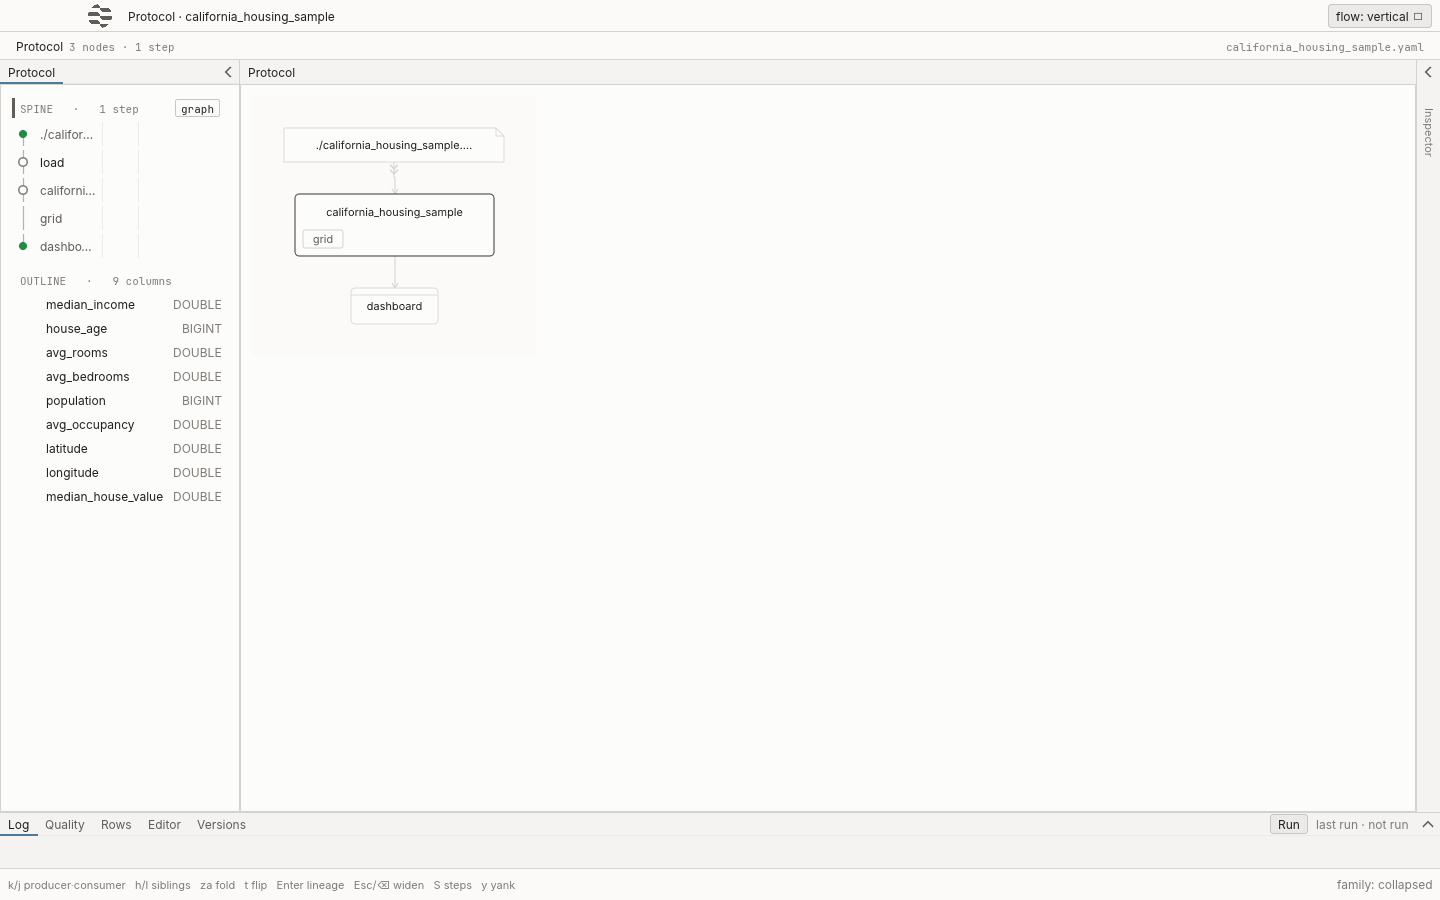 Protocol · california_housing_sample
flow: vertical
Protocol 3 nodes · 1 step
california_housing_sample.yaml
Protocol
Protocol
SPINE · 1 step
graph
./califor...
load
californi...
grid
dashbo...
OUTLINE · 9 columns
median_income DOUBLE
house_age BIGINT
avg_rooms DOUBLE
avg_bedrooms DOUBLE
population BIGINT
avg_occupancy DOUBLE
latitude DOUBLE
longitude DOUBLE
median_house_value DOUBLE
./california_housing_sample....
california_housing_sample
grid
dashboard
Inspector
Log Quality Rows Editor Versions
Run last run · not run
k/j producer·consumer h/l siblings za fold t flip Enter lineage Esc/⌫ widen S steps y yank
family: collapsed